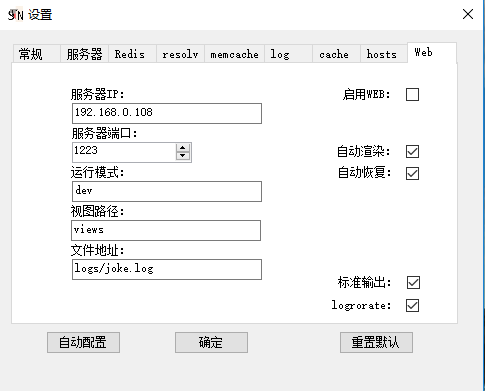 设置
常规 服务器 Redis resolv memcache log cache hosts Web
服务器IP: 启用WEB:
192.168.0.108
服务器端口:
1223 自动渲染:
运行模式: 自动恢复:
dev
视图路径:
views
文件地址:
logs/joke.log
标准输出:
logrorate:
自动配置 确定 重置默认